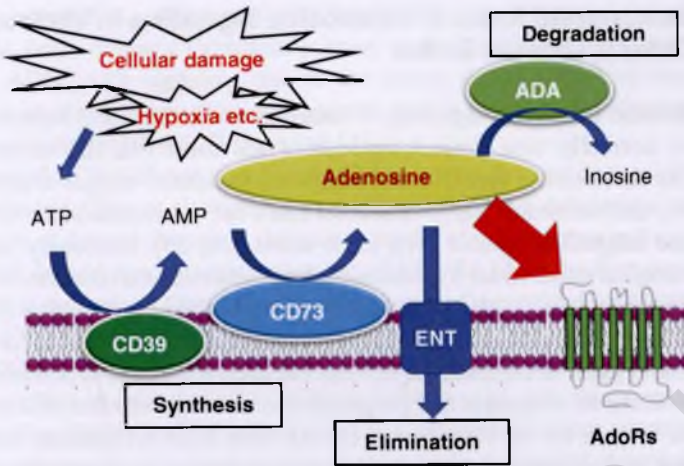 Degradation
Cellular damage
ADA
Hypoxia etc.
Adenosine
Inosine
ATP
AMP
CD73
CD39
ENT
Synthesis
Elimination
AdoRs